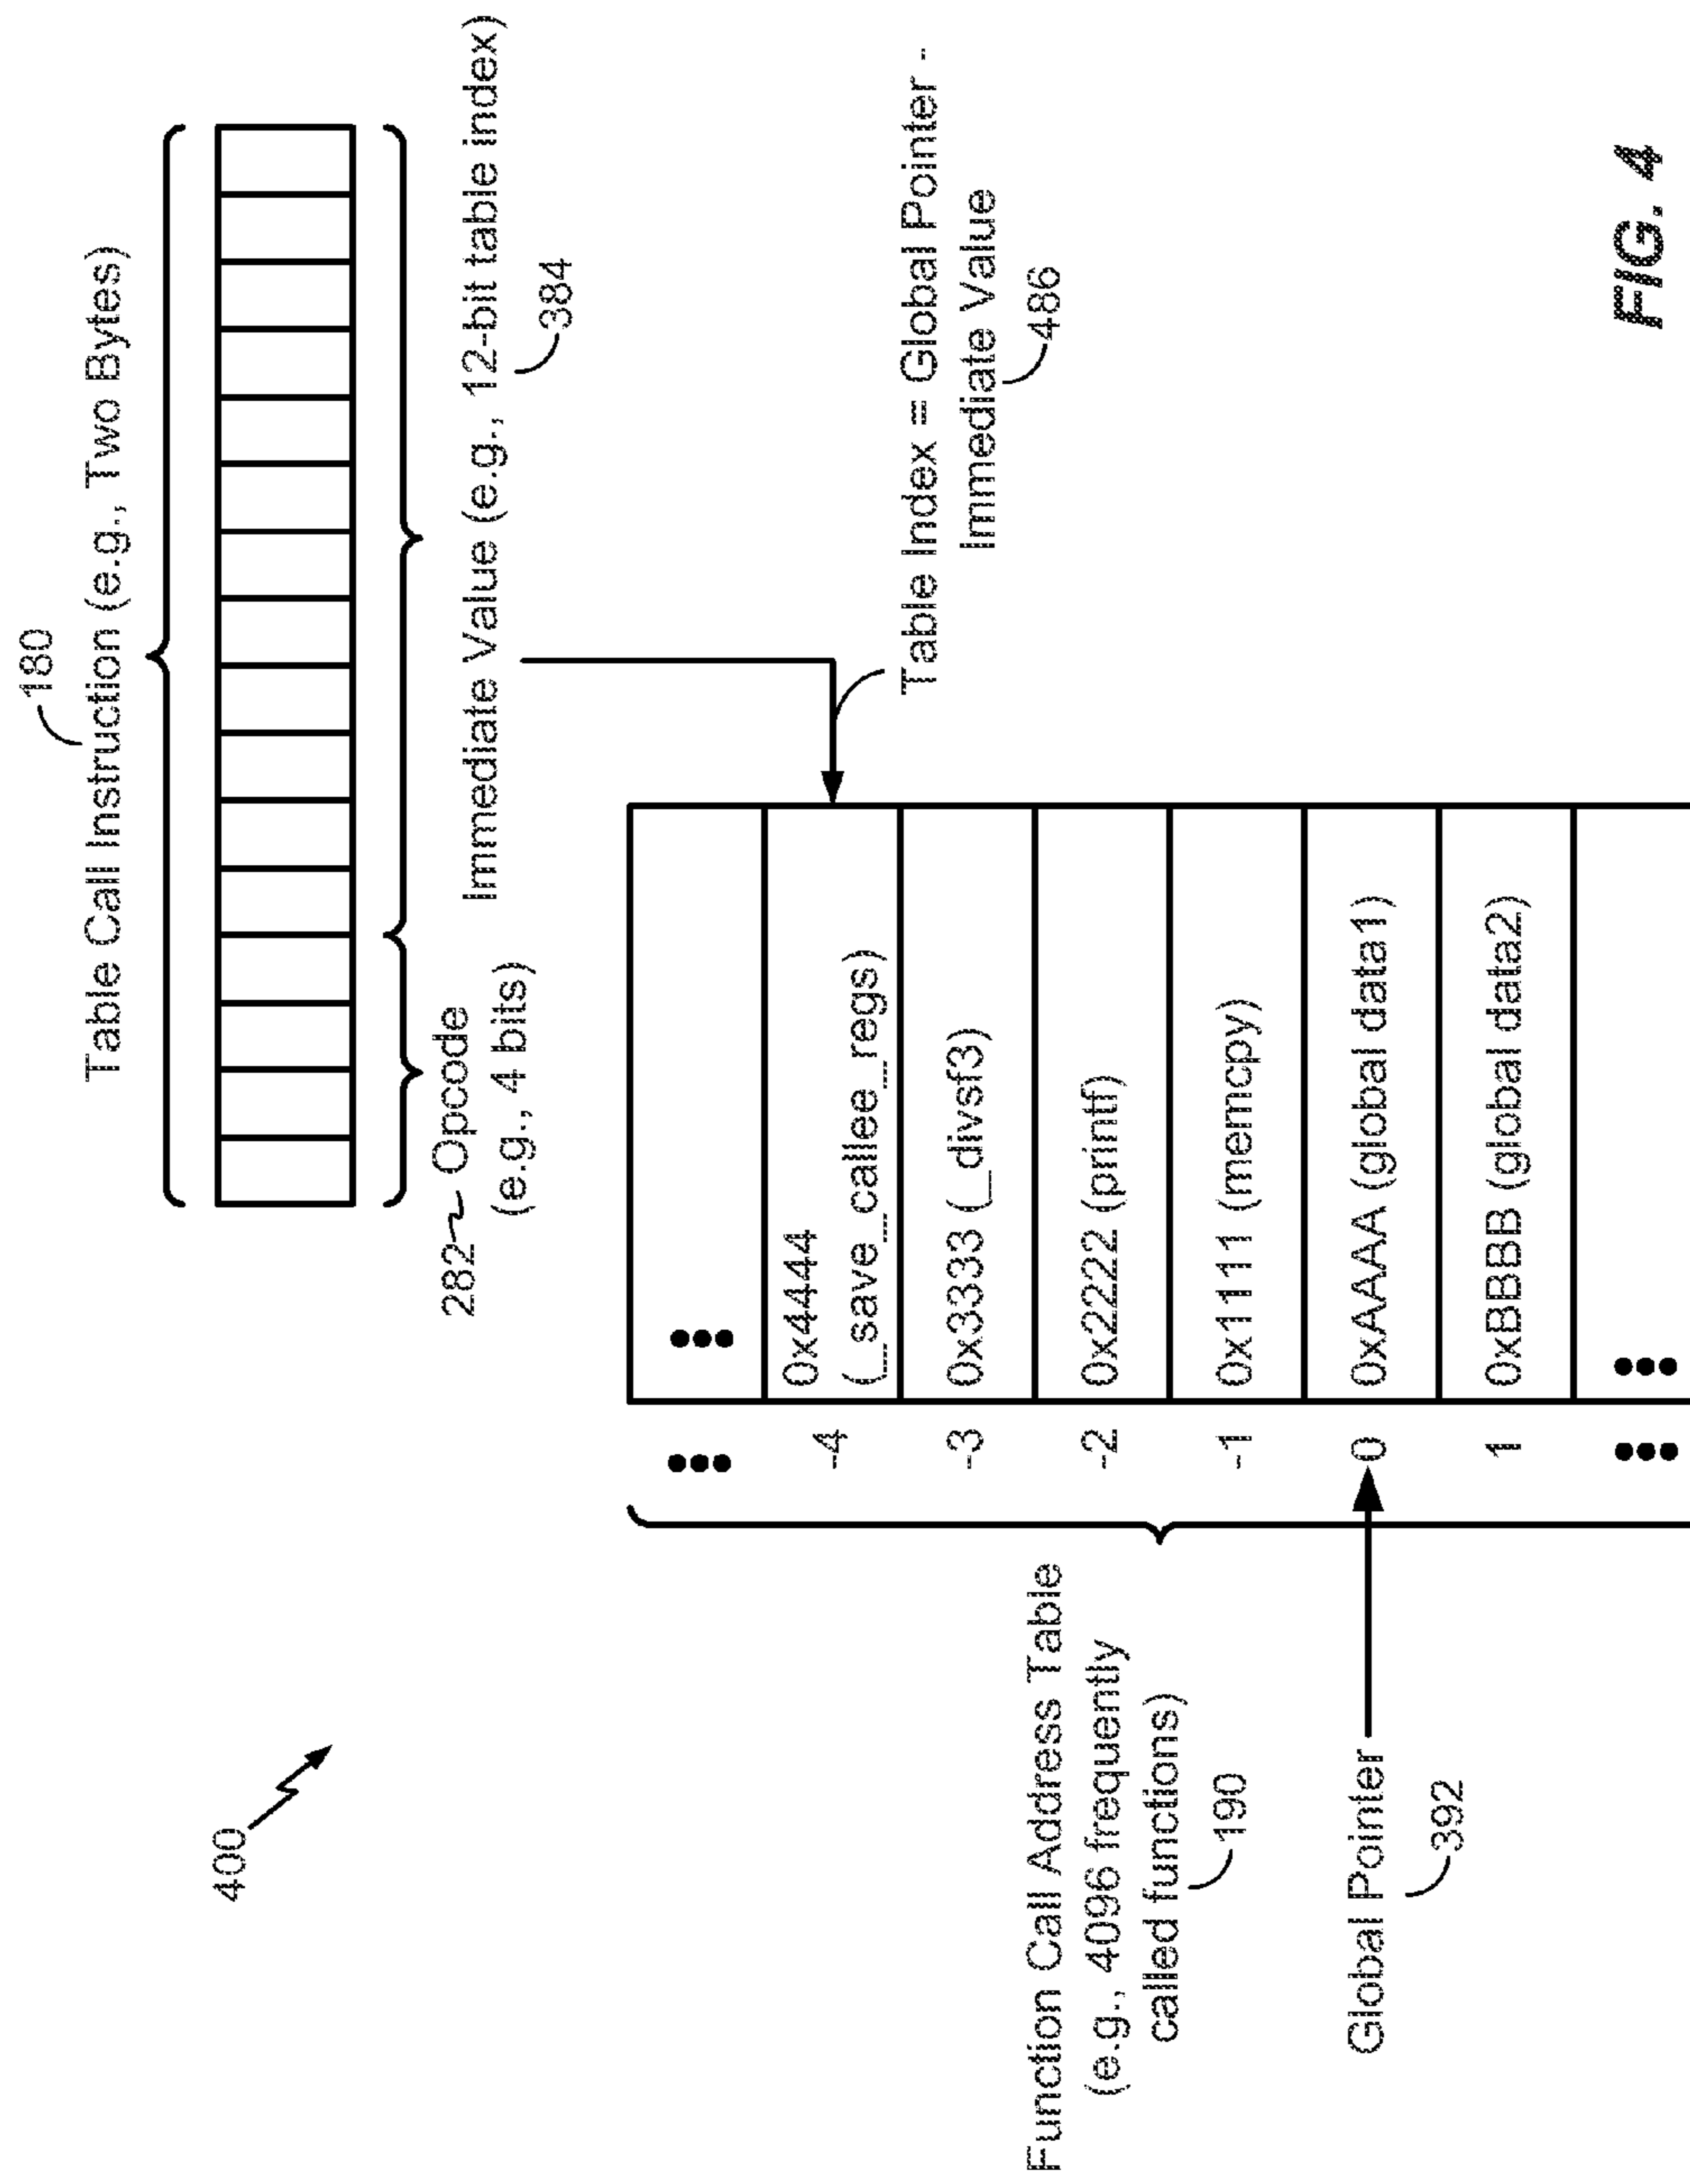 400
180
Table Call Instruction (e.g., Two Bytes)
282
Opcode
(e.g., 4 bits)
Immediate Value (e.g., 12-bit table index)
384
Table Index = Global Pointer -
Immediate Value
486
Function Call Address Table
(e.g., 4096 frequently
called functions)
190
Global Pointer
392
-4
0x4444
(_save_callee_regs)
-3
0x3333 (_divsf3)
-2
0x2222 (printf)
-1
0x1111 (memcpy)
0
0xAAAA (global data1)
1
0xBBBB (global data2)
FIG. 4